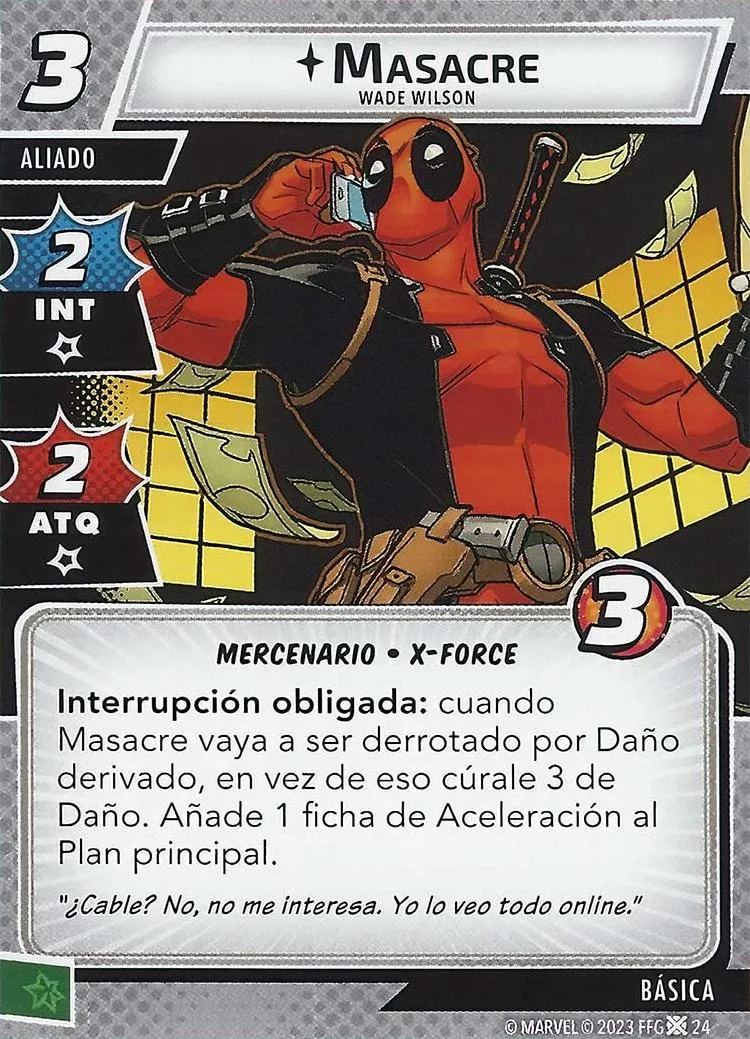 3
MASACRE
WADE WILSON
ALIADO
2
INT
2
ATQ
3
MERCENARIO • X-FORCE
Interrupción obligada: cuando
Masacre vaya a ser derrotado por Daño
derivado, en vez de eso cúrale 3 de
Daño. Añade 1 ficha de Aceleración al
Plan principal.
"¿Cable? No, no me interesa. Yo lo veo todo online."
BÁSICA
© MARVEL © 2023 FFG 24